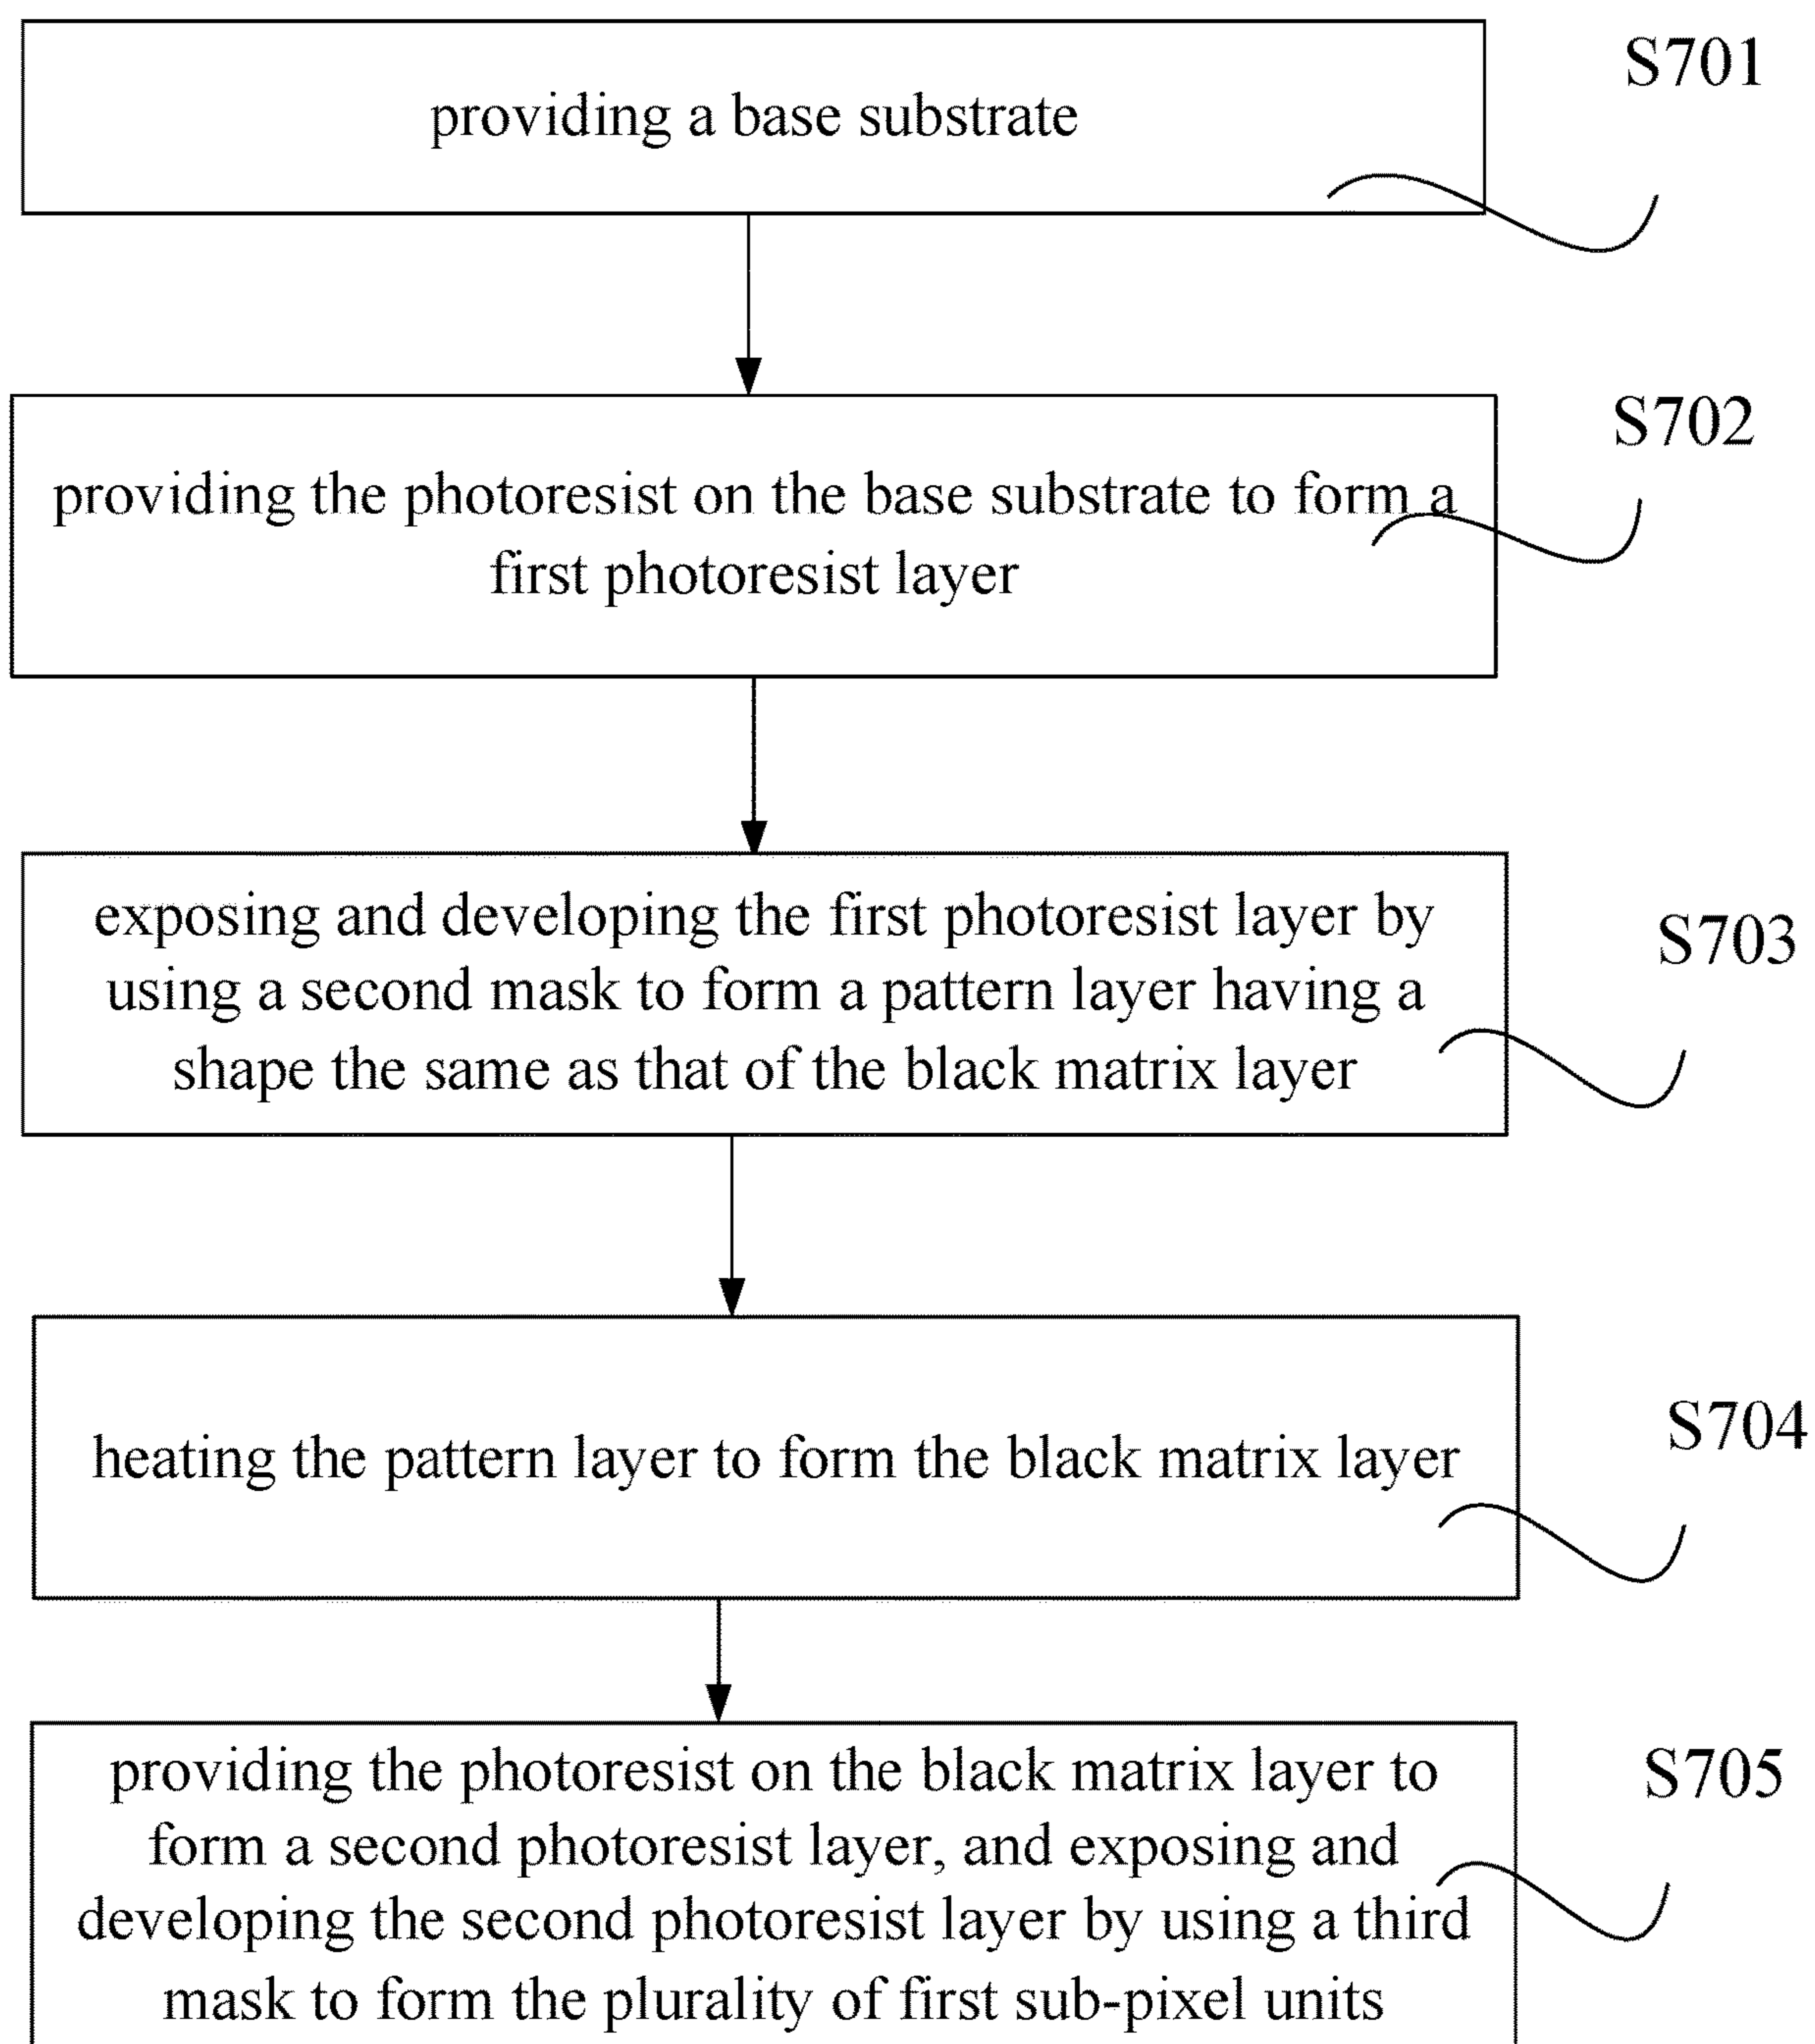 providing a base substrate
S701
providing the photoresist on the base substrate to form a
first photoresist layer
S702
exposing and developing the first photoresist layer by
using a second mask to form a pattern layer having a
shape the same as that of the black matrix layer
S703
heating the pattern layer to form the black matrix layer
S704
providing the photoresist on the black matrix layer to
form a second photoresist layer, and exposing and
developing the second photoresist layer by using a third
mask to form the plurality of first sub-pixel units
S705